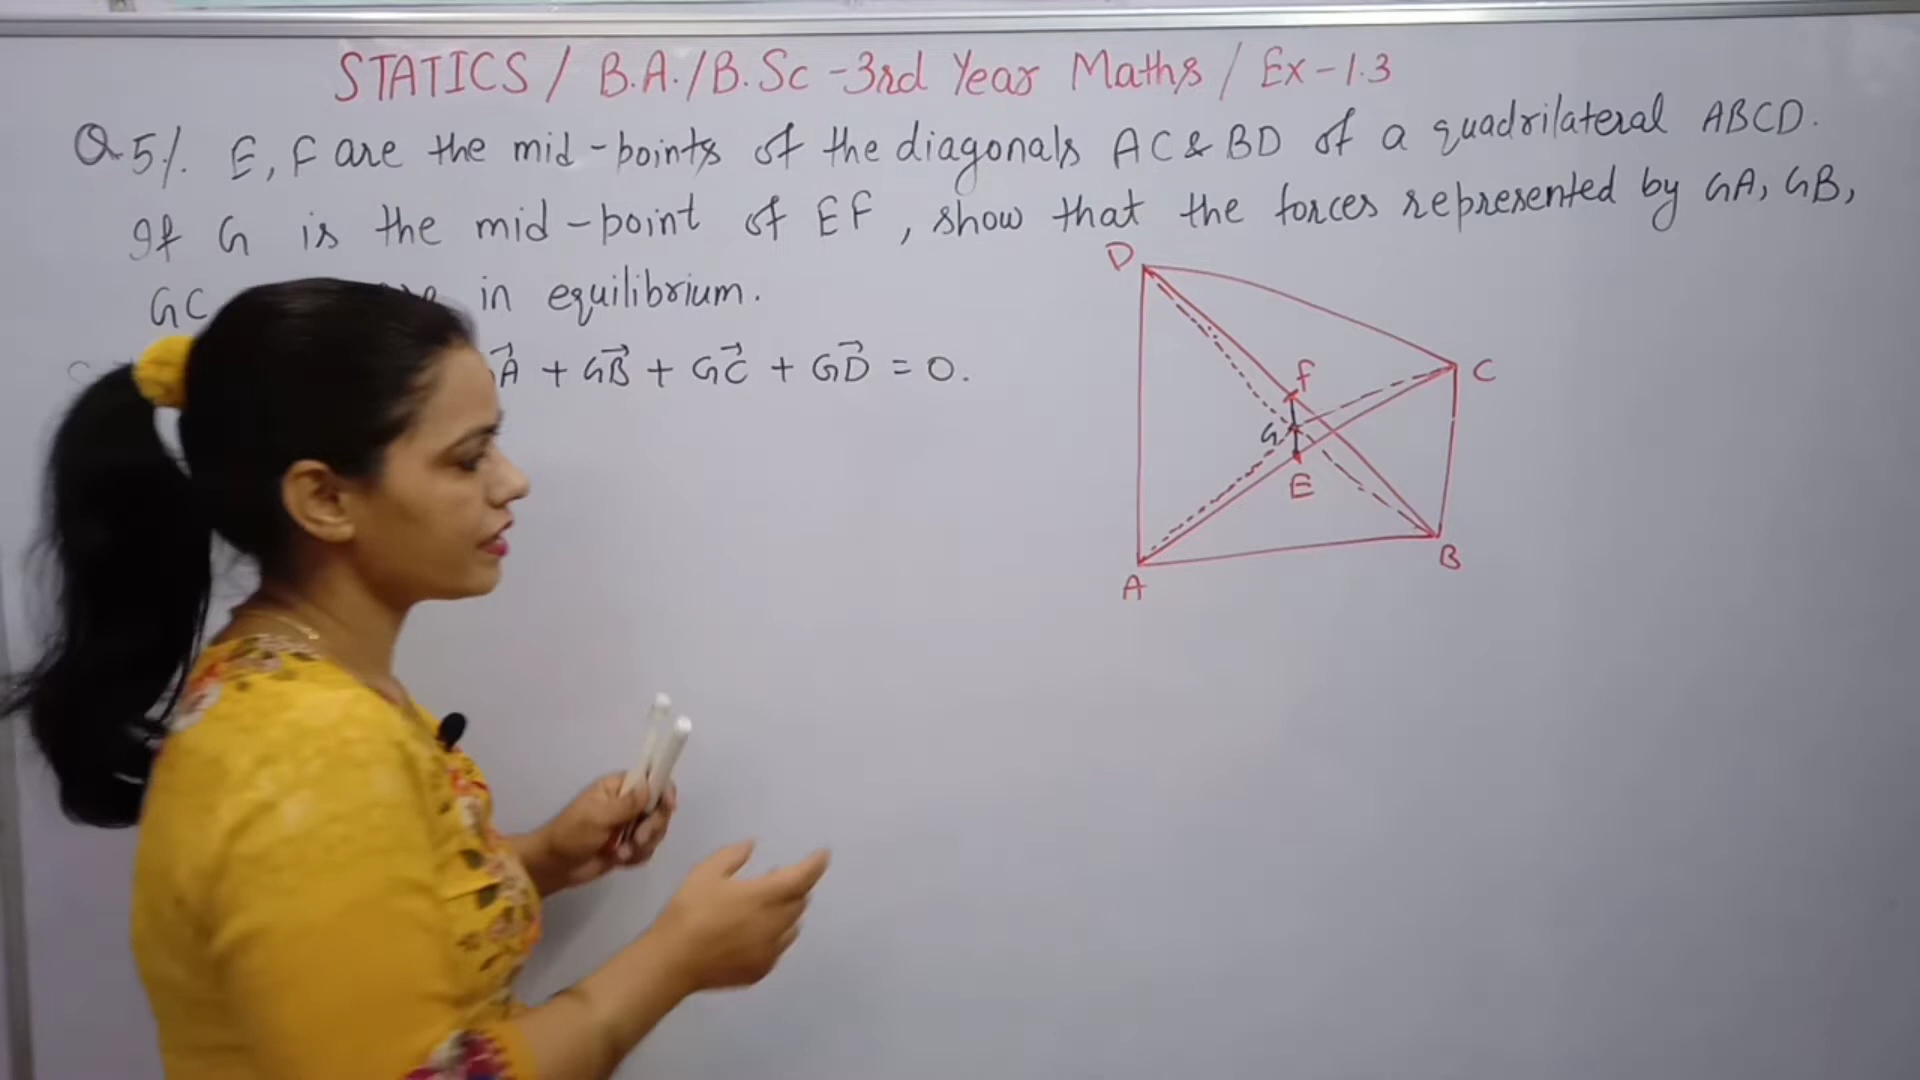 STATICS / B.A./B.Sc - 3rd Year Maths / Ex - 1.3
Q.5/. E, F are the mid-points of the diagonals AC & BD of a quadrilateral ABCD.
If G is the mid-point of EF, show that the forces represented by GA, GB,
GC in equilibrium.
A⃗ + GB⃗ + GC⃗ + GD⃗ = 0.
D
C
F
G
E
B
A